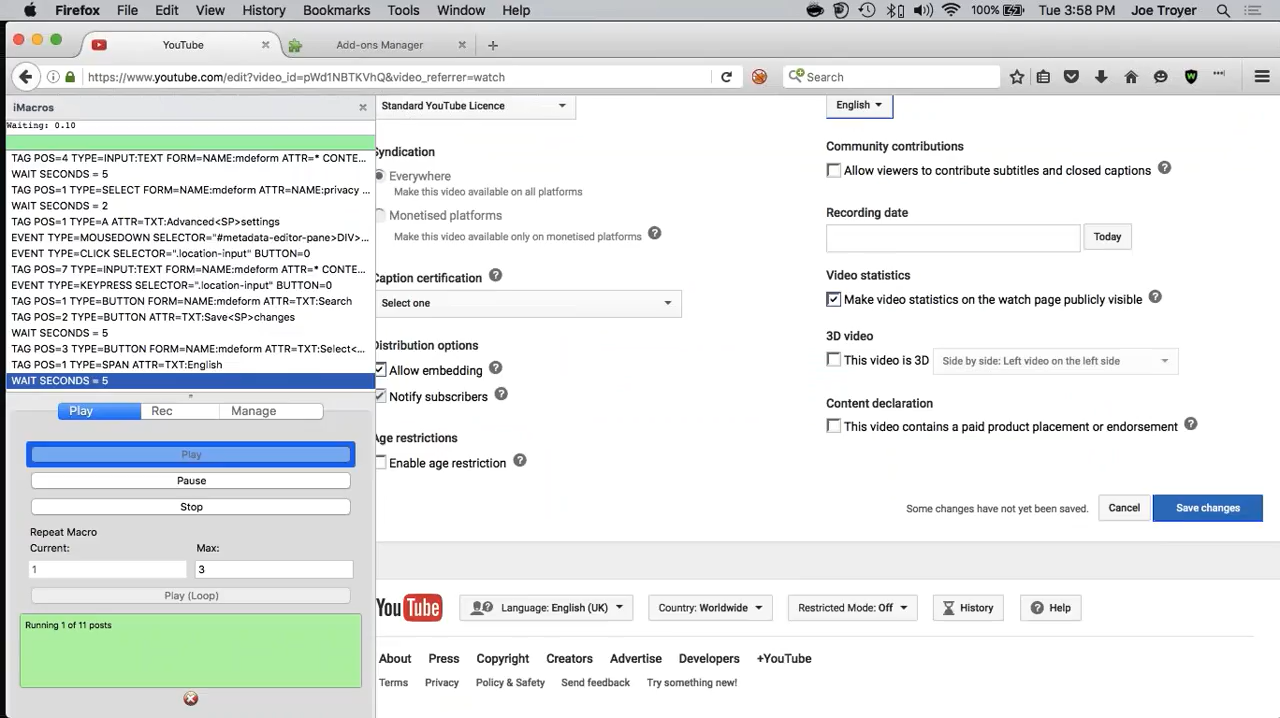 Firefox File Edit View History Bookmarks Tools Window Help 100% Tue 3:58 PM Joe Troyer
YouTube Add-ons Manager
https://www.youtube.com/edit?video_id=pWd1NBTKVhQ&video_referrer=watch Search
iMacros
Waiting: 0.10
TAG POS=4 TYPE=INPUT:TEXT FORM=NAME:mdeform ATTR=* CONTE...
WAIT SECONDS = 5
TAG POS=1 TYPE=SELECT FORM=NAME:mdeform ATTR=NAME:privacy ...
WAIT SECONDS = 2
TAG POS=1 TYPE=A ATTR=TXT:Advanced<SP>settings
EVENT TYPE=MOUSEDOWN SELECTOR="#metadata-editor-pane>DIV>...
EVENT TYPE=CLICK SELECTOR=".location-input" BUTTON=0
TAG POS=7 TYPE=INPUT:TEXT FORM=NAME:mdeform ATTR=* CONTE...
EVENT TYPE=KEYPRESS SELECTOR=".location-input" BUTTON=0
TAG POS=1 TYPE=BUTTON FORM=NAME:mdeform ATTR=TXT:Search
TAG POS=2 TYPE=BUTTON ATTR=TXT:Save<SP>changes
WAIT SECONDS = 5
TAG POS=3 TYPE=BUTTON FORM=NAME:mdeform ATTR=TXT:Select<...
TAG POS=1 TYPE=SPAN ATTR=TXT:English
WAIT SECONDS = 5
Play Rec Manage
Play
Pause
Stop
Repeat Macro
Current: Max:
1 3
Play (Loop)
Running 1 of 11 posts
Standard YouTube Licence
Syndication
Everywhere
Make this video available on all platforms
Monetised platforms
Make this video available only on monetised platforms ?
Caption certification ?
Select one
Distribution options
Allow embedding ?
Notify subscribers ?
Age restrictions
Enable age restriction ?
English
Community contributions
Allow viewers to contribute subtitles and closed captions ?
Recording date
Today
Video statistics
Make video statistics on the watch page publicly visible ?
3D video
This video is 3D Side by side: Left video on the left side
Content declaration
This video contains a paid product placement or endorsement ?
Some changes have not yet been saved. Cancel Save changes
YouTube Language: English (UK) Country: Worldwide Restricted Mode: Off History Help
About Press Copyright Creators Advertise Developers +YouTube
Terms Privacy Policy & Safety Send feedback Try something new!